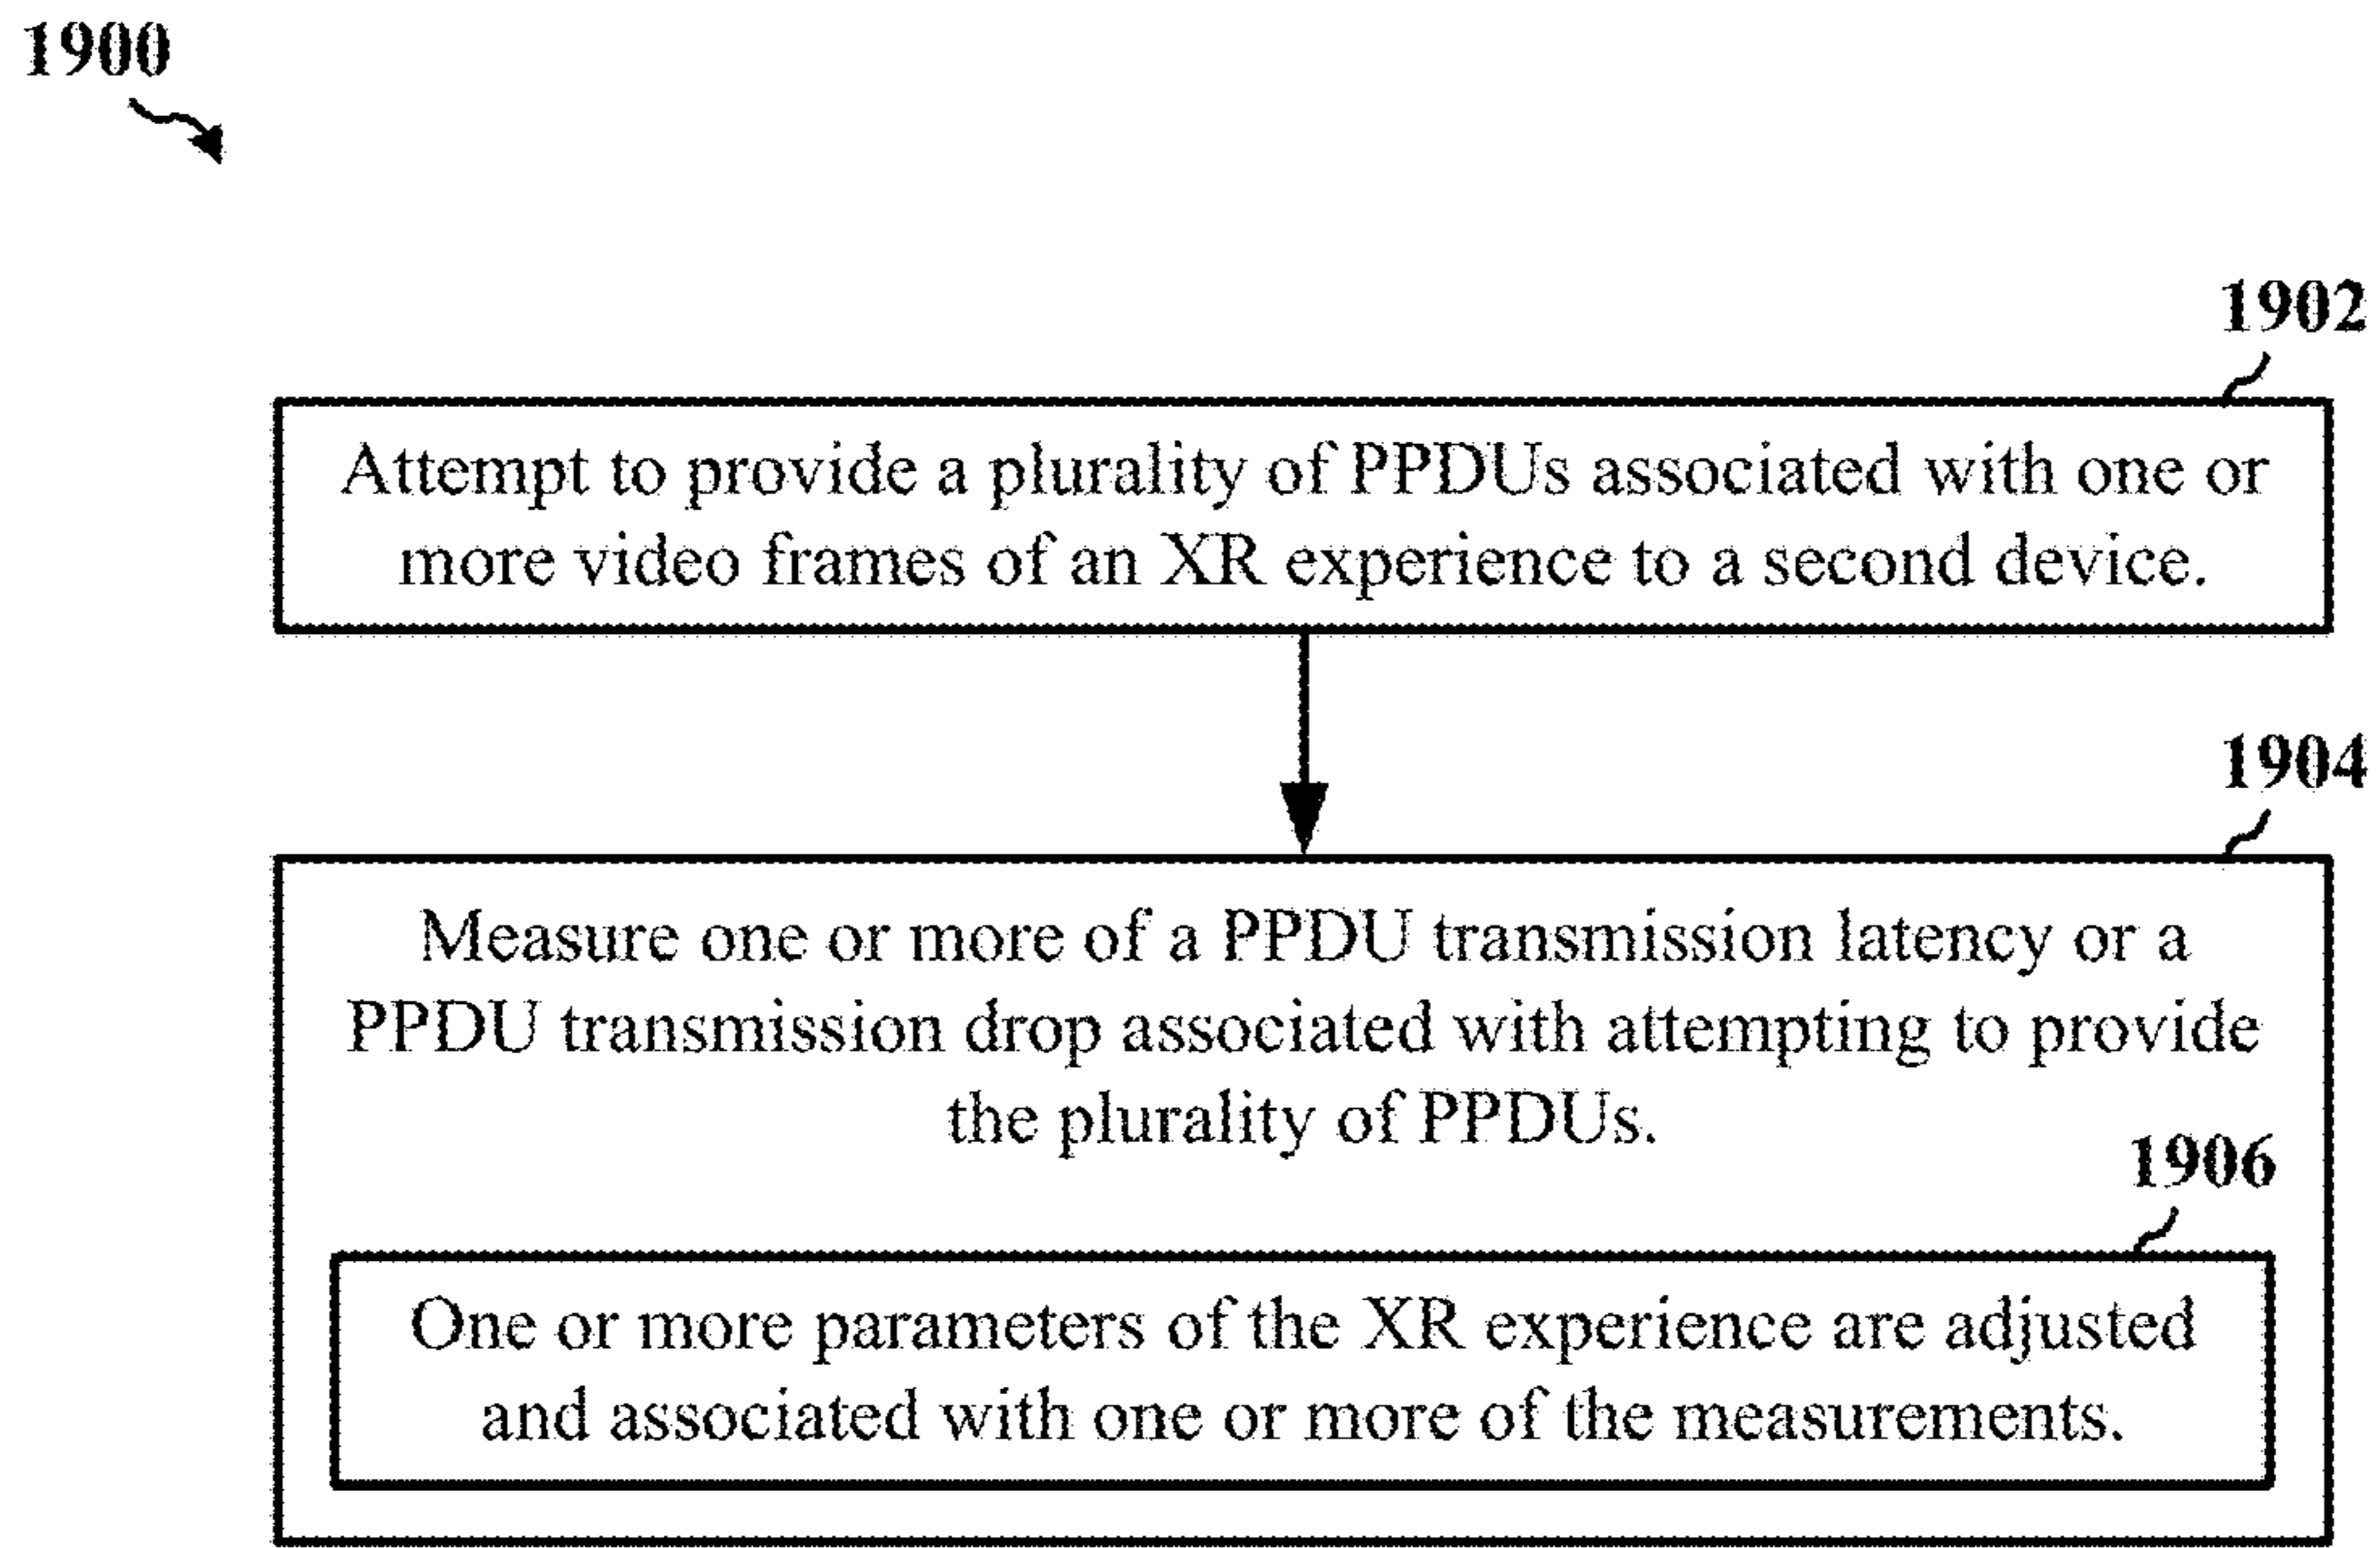 1900
1902
Attempt to provide a plurality of PPDUs associated with one or
more video frames of an XR experience to a second device.
1904
Measure one or more of a PPDU transmission latency or a
PPDU transmission drop associated with attempting to provide
the plurality of PPDUs.
1906
One or more parameters of the XR experience are adjusted
and associated with one or more of the measurements.